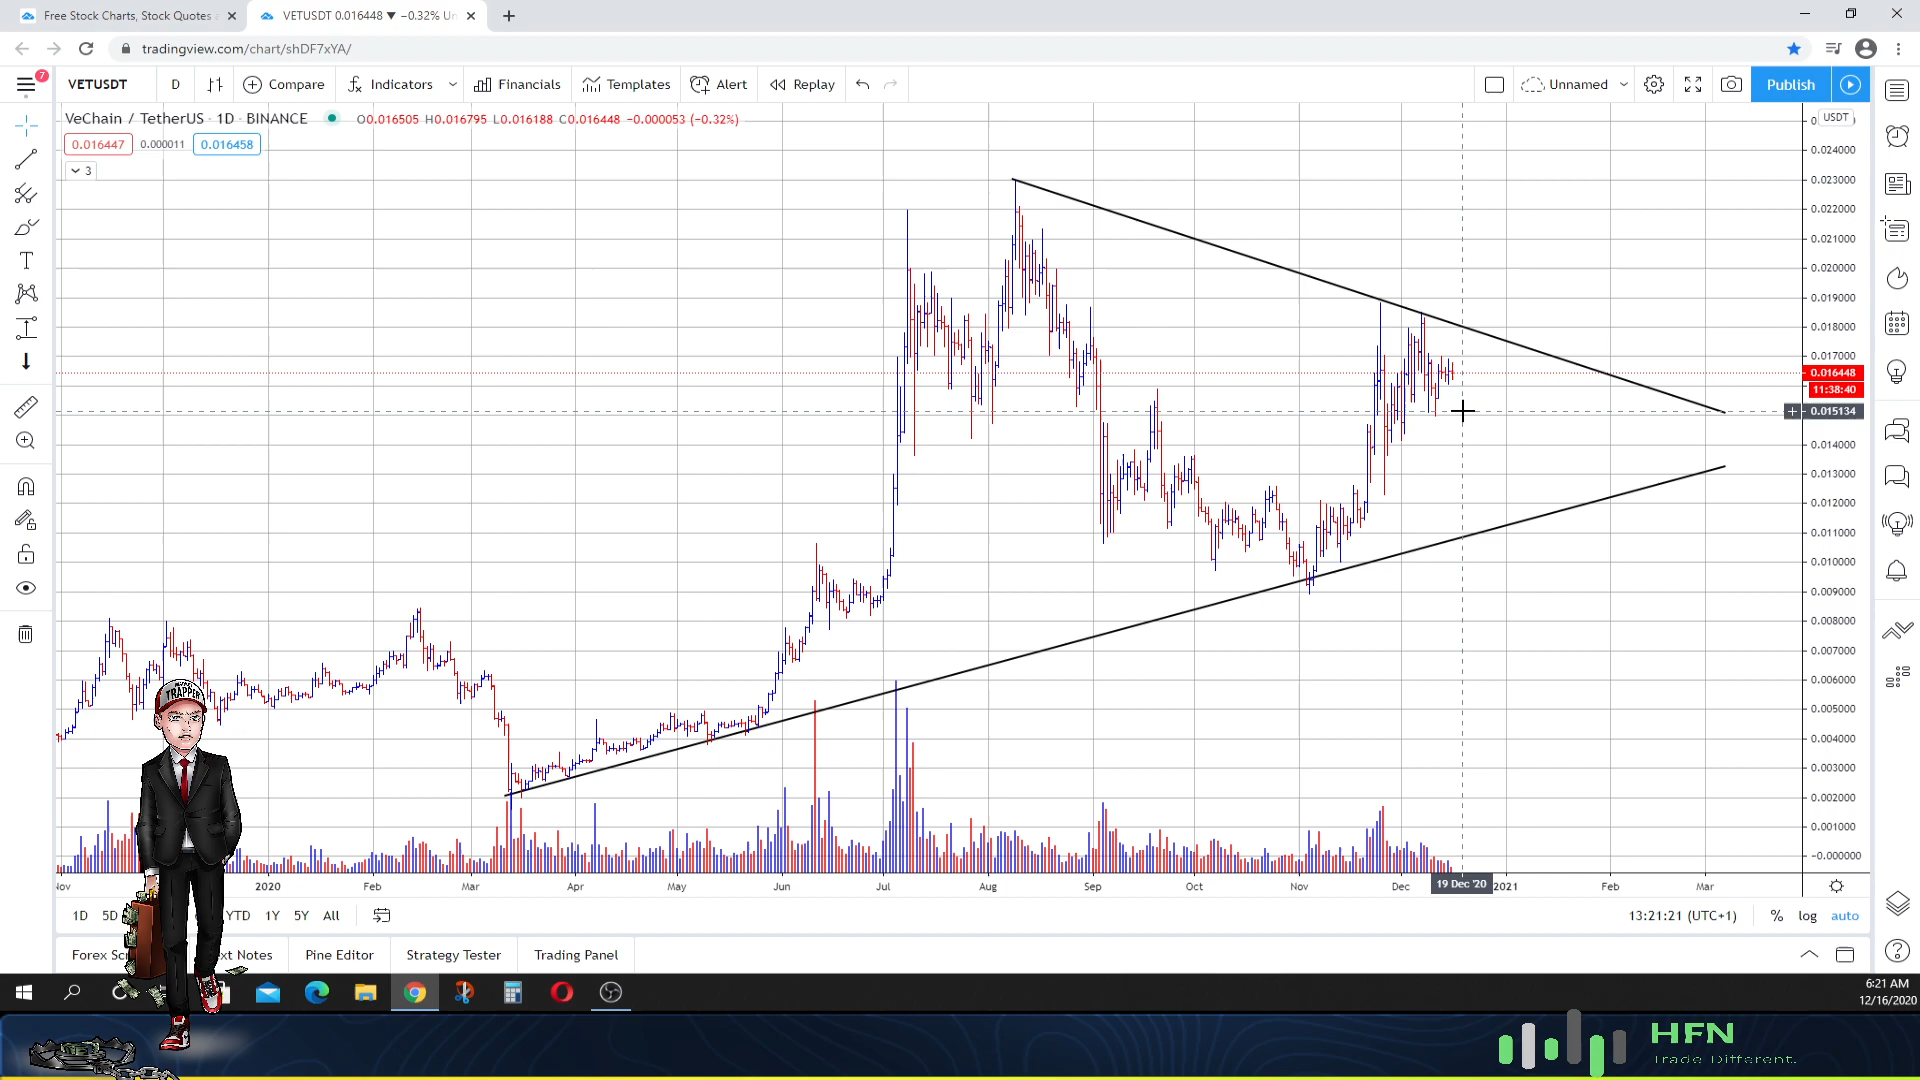 Free Stock Charts, Stock Quotes
VETUSDT 0.016448 ▼ −0.32% Un
tradingview.com/chart/shDF7xYA/
7
VETUSDT
D
Compare
Indicators
Financials
Templates
Alert
Replay
Unnamed
Publish
VeChain / TetherUS · 1D · BINANCE
O0.016505 H0.016795 L0.016188 C0.016448 −0.000053 (−0.32%)
0.016447
0.000011
0.016458
3
USDT
0.024000
0.023000
0.022000
0.021000
0.020000
0.019000
0.018000
0.017000
0.016448
11:38:40
0.015134
0.014000
0.013000
0.012000
0.011000
0.010000
0.009000
0.008000
0.007000
0.006000
0.005000
0.004000
0.003000
0.002000
0.001000
−0.000000
Nov
2020
Feb
Mar
Apr
May
Jun
Jul
Aug
Sep
Oct
Nov
Dec
19 Dec '20
2021
Feb
Mar
1D
5D
YTD
1Y
5Y
All
13:21:21 (UTC+1)
%
log
auto
Forex Sc
ext Notes
Pine Editor
Strategy Tester
Trading Panel
TRAPPER
6:21 AM
12/16/2020
HFN
Trade Different.